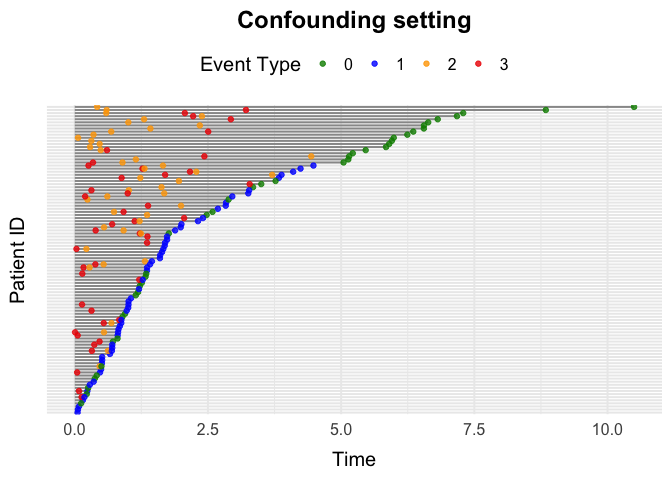 Confounding setting
Event Type 0 1 2 3
Patient ID
0.0 2.5 5.0 7.5 10.0
Time